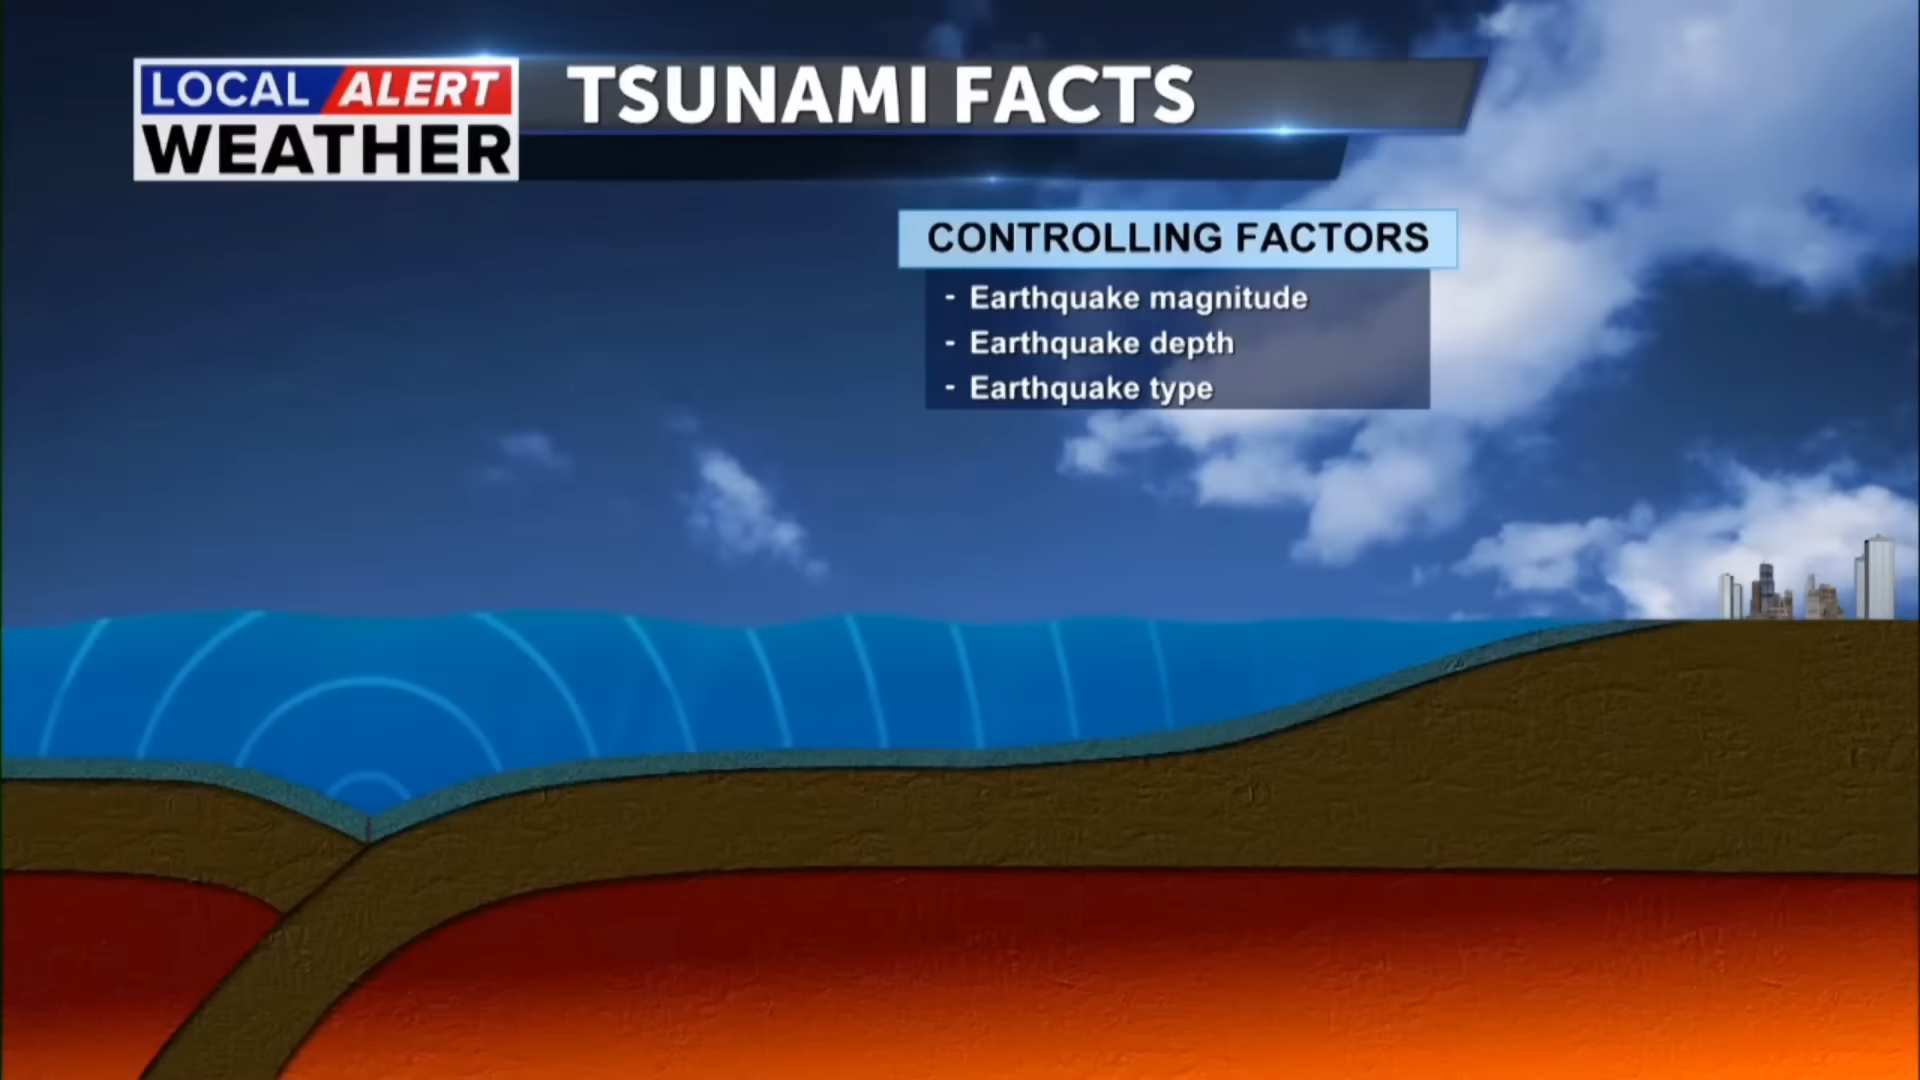 LOCAL ALERT
WEATHER
TSUNAMI FACTS
CONTROLLING FACTORS
- Earthquake magnitude
- Earthquake depth
- Earthquake type